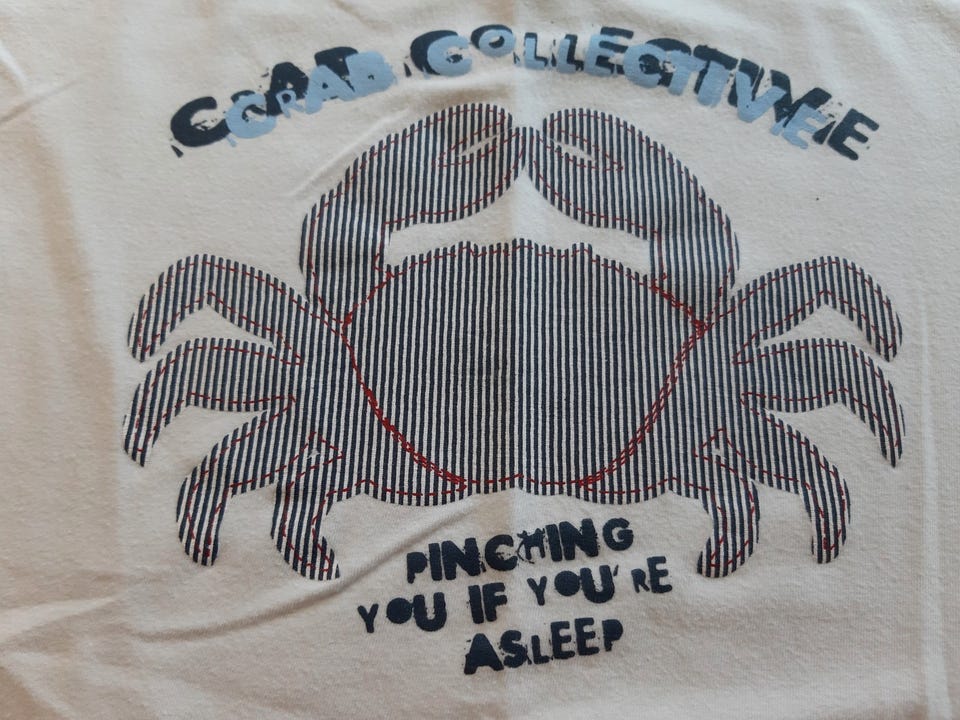 CRAB COLLECTIVE
PINCHING
YOU IF YOU'RE
ASLEEP